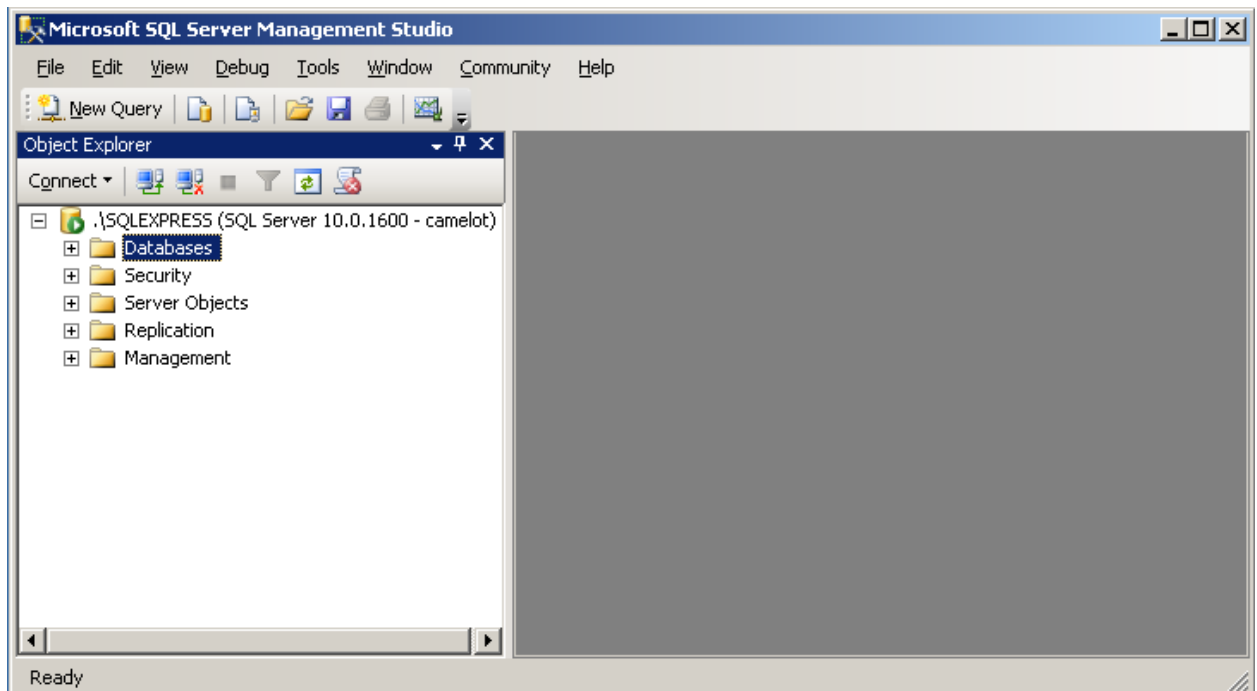 Microsoft SQL Server Management Studio
File Edit View Debug Tools Window Community Help
New Query
Object Explorer
Connect
.\SQLEXPRESS (SQL Server 10.0.1600 - camelot)
Databases
Security
Server Objects
Replication
Management
Ready